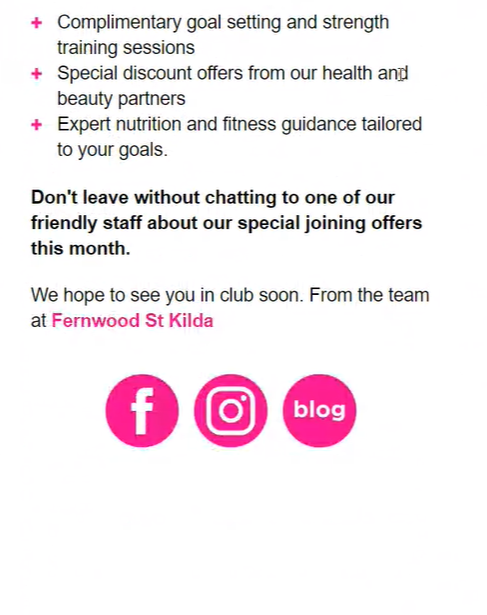 + Complimentary goal setting and strength
training sessions
+ Special discount offers from our health and
beauty partners
+ Expert nutrition and fitness guidance tailored
to your goals.
Don't leave without chatting to one of our
friendly staff about our special joining offers
this month.
We hope to see you in club soon. From the team
at Fernwood St Kilda
f
blog